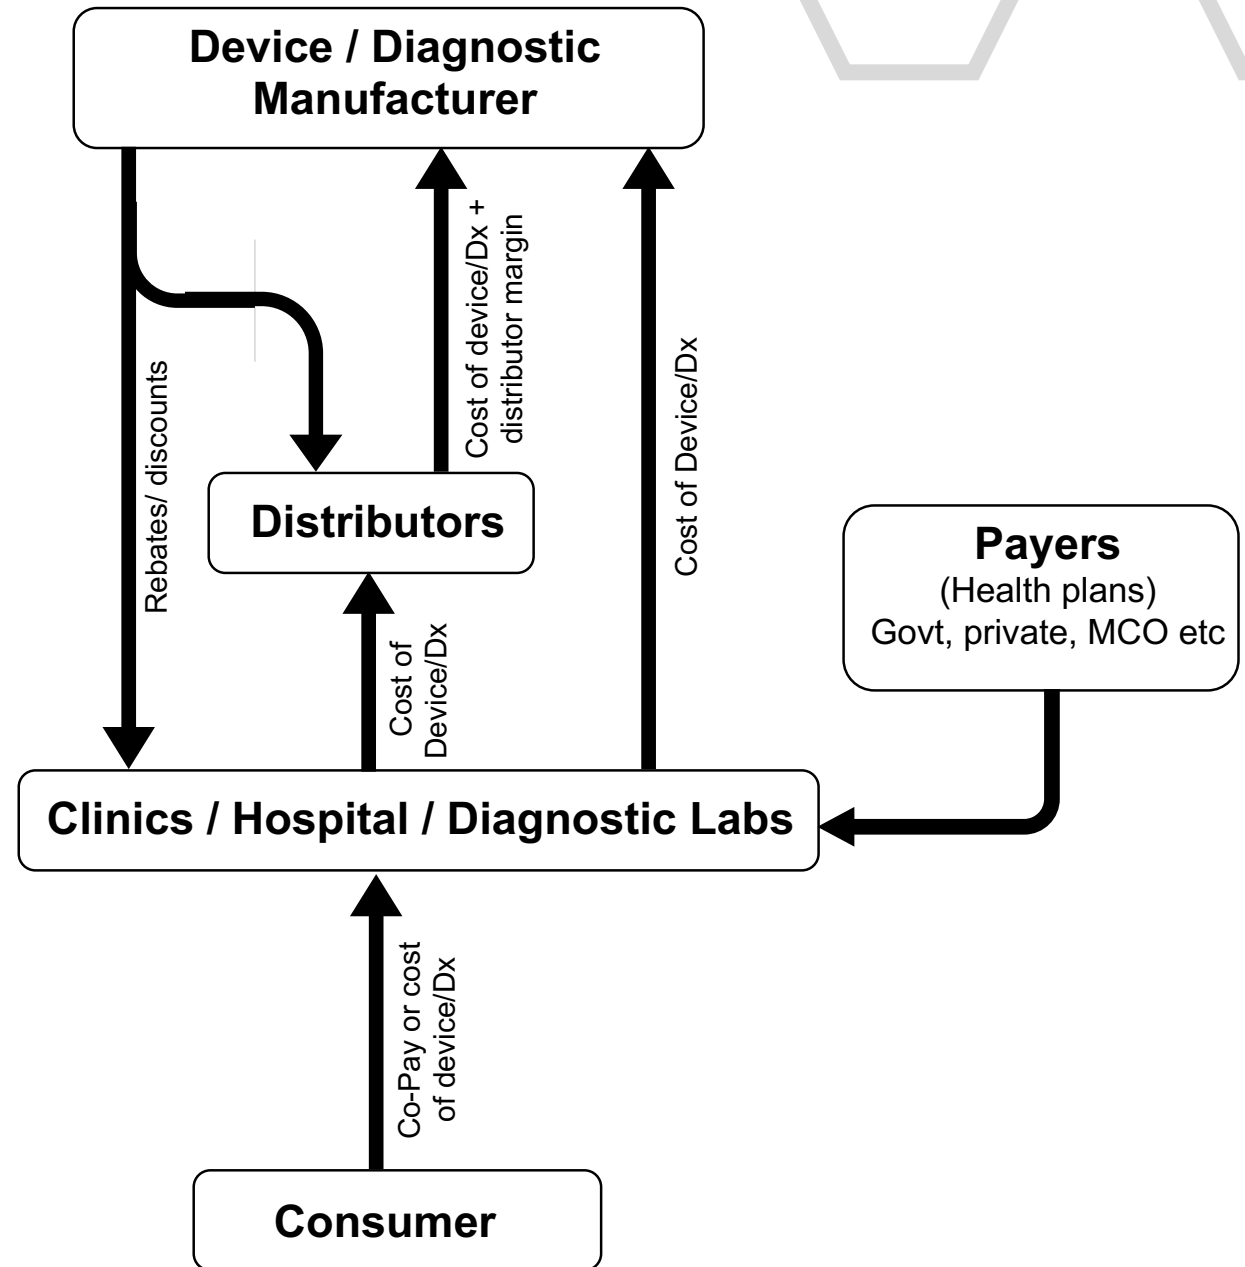 Device / Diagnostic
Manufacturer
Cost of device/Dx +
distributor margin
Rebates/ discounts
Cost of Device/Dx
Distributors
Payers
(Health plans)
Govt, private, MCO etc
Cost of
Device/Dx
Clinics / Hospital / Diagnostic Labs
Co-Pay or cost
of device/Dx
Consumer